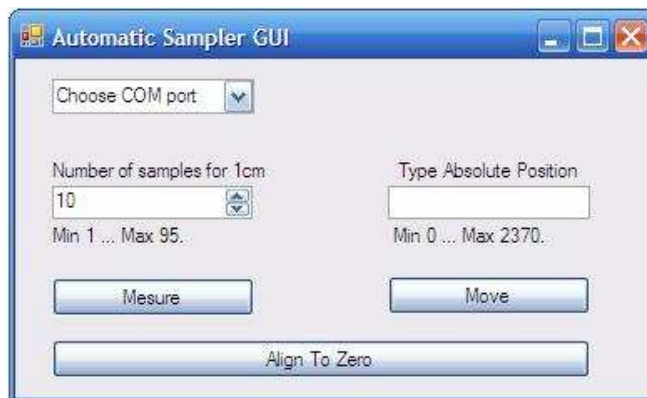 Automatic Sampler GUI
Choose COM port
Number of samples for 1cm
Type Absolute Position
10
Min 1 ... Max 95.
Min 0 ... Max 2370.
Mesure
Move
Align To Zero